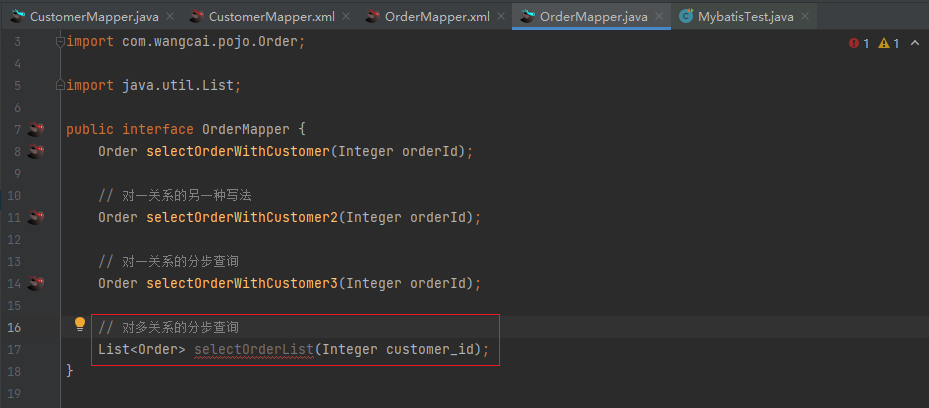 CustomerMapper.java CustomerMapper.xml OrderMapper.xml OrderMapper.java MybatisTest.java
3 import com.wangcai.pojo.Order; 1 1
4
5 import java.util.List;
6
7 public interface OrderMapper {
8 Order selectOrderWithCustomer(Integer orderId);
9
10 // 对一关系的另一种写法
11 Order selectOrderWithCustomer2(Integer orderId);
12
13 // 对一关系的分步查询
14 Order selectOrderWithCustomer3(Integer orderId);
15
16 // 对多关系的分步查询
17 List<Order> selectOrderList(Integer customer_id);
18 }
19